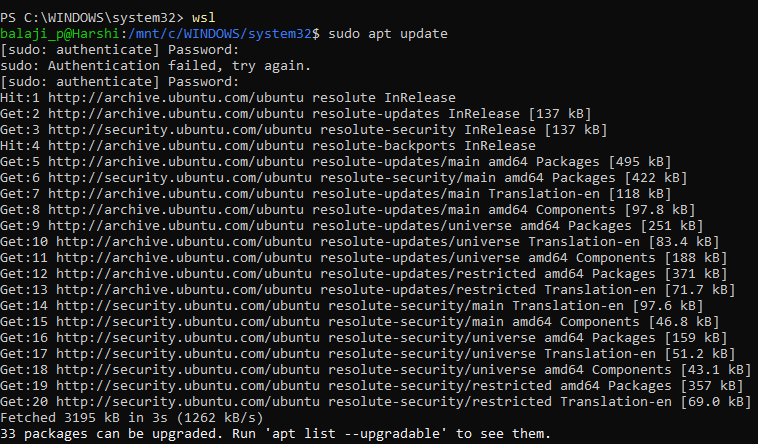 PS C:\WINDOWS\system32> wsl
balaji_p@Harshi:/mnt/c/WINDOWS/system32$ sudo apt update
[sudo: authenticate] Password:
sudo: Authentication failed, try again.
[sudo: authenticate] Password:
Hit:1 http://archive.ubuntu.com/ubuntu resolute InRelease
Get:2 http://archive.ubuntu.com/ubuntu resolute-updates InRelease [137 kB]
Get:3 http://security.ubuntu.com/ubuntu resolute-security InRelease [137 kB]
Hit:4 http://archive.ubuntu.com/ubuntu resolute-backports InRelease
Get:5 http://archive.ubuntu.com/ubuntu resolute-updates/main amd64 Packages [495 kB]
Get:6 http://security.ubuntu.com/ubuntu resolute-security/main amd64 Packages [422 kB]
Get:7 http://archive.ubuntu.com/ubuntu resolute-updates/main Translation-en [118 kB]
Get:8 http://archive.ubuntu.com/ubuntu resolute-updates/main amd64 Components [97.8 kB]
Get:9 http://archive.ubuntu.com/ubuntu resolute-updates/universe amd64 Packages [251 kB]
Get:10 http://archive.ubuntu.com/ubuntu resolute-updates/universe Translation-en [83.4 kB]
Get:11 http://archive.ubuntu.com/ubuntu resolute-updates/universe amd64 Components [188 kB]
Get:12 http://archive.ubuntu.com/ubuntu resolute-updates/restricted amd64 Packages [371 kB]
Get:13 http://archive.ubuntu.com/ubuntu resolute-updates/restricted Translation-en [71.7 kB]
Get:14 http://security.ubuntu.com/ubuntu resolute-security/main Translation-en [97.6 kB]
Get:15 http://security.ubuntu.com/ubuntu resolute-security/main amd64 Components [46.8 kB]
Get:16 http://security.ubuntu.com/ubuntu resolute-security/universe amd64 Packages [159 kB]
Get:17 http://security.ubuntu.com/ubuntu resolute-security/universe Translation-en [51.2 kB]
Get:18 http://security.ubuntu.com/ubuntu resolute-security/universe amd64 Components [43.1 kB]
Get:19 http://security.ubuntu.com/ubuntu resolute-security/restricted amd64 Packages [357 kB]
Get:20 http://security.ubuntu.com/ubuntu resolute-security/restricted Translation-en [69.0 kB]
Fetched 3195 kB in 3s (1262 kB/s)
33 packages can be upgraded. Run 'apt list --upgradable' to see them.